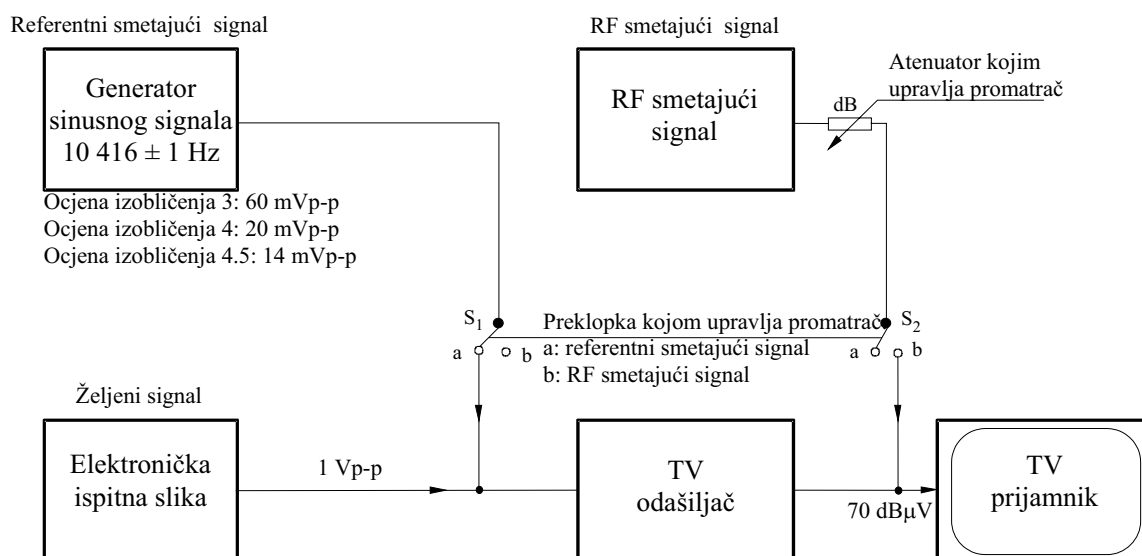 Referentni smetajući signal
Generator
sinusnog signala
10 416 ± 1 Hz
Ocjena izobličenja 3: 60 mVp-p
Ocjena izobličenja 4: 20 mVp-p
Ocjena izobličenja 4.5: 14 mVp-p
RF smetajući signal
RF smetajući
signal
dB
Atenuator kojim
upravlja promatrač
S1
a
b
Preklopka kojom upravlja promatrač
a: referentni smetajući signal
b: RF smetajući signal
S2
a
b
Željeni signal
Elektronička
ispitna slika
1 Vp-p
TV
odašiljač
70 dBμV
TV
prijamnik